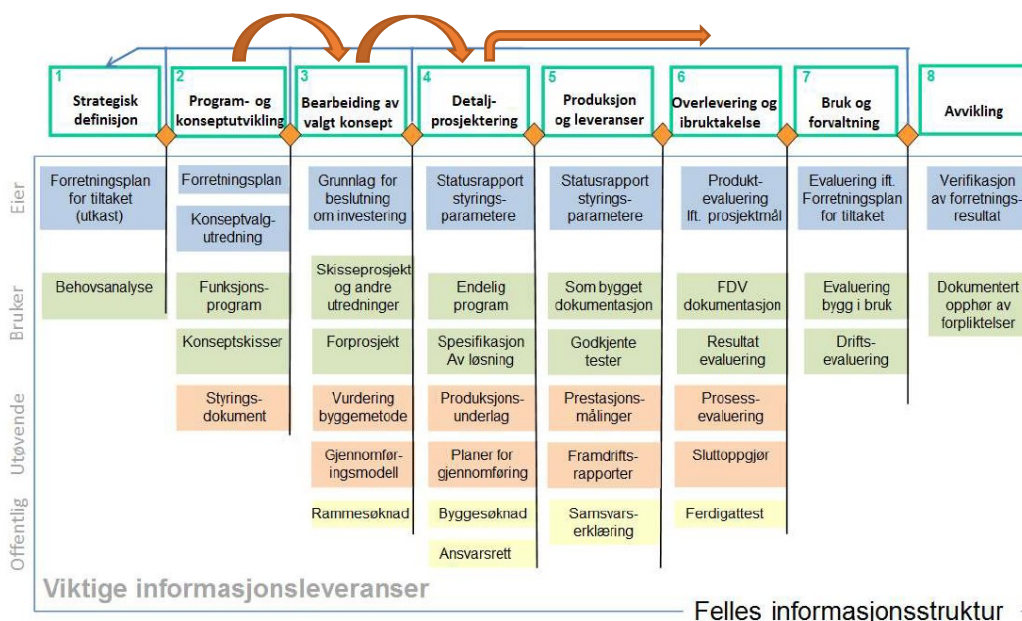 1
Strategisk
definisjon
2
Program- og
konseptutvikling
3
Bearbeiding av
valgt konsept
4
Detalj-
prosjektering
5
Produksjon
og leveranser
6
Overlevering og
ibruktakelse
7
Bruk og
forvaltning
8
Avvikling
Eier
Forretningsplan
for tiltaket
(utkast)
Forretningsplan
Konseptvalg-
utredning
Grunnlag for
beslutning
om investering
Statusrapport
styrings-
parametere
Statusrapport
styrings-
parametere
Produkt-
evaluering
Ift. prosjektmål
Evaluering ift.
Forretningsplan
for tiltaket
Verifikasjon
av forretnings-
resultat
Bruker
Behovsanalyse
Funksjons-
program
Konseptskisser
Skisseprosjekt
og andre
utredninger
Forprosjekt
Endelig
program
Spesifikasjon
Av løsning
Som bygget
dokumentasjon
Godkjente
tester
FDV
dokumentasjon
Resultat
evaluering
Evaluering
bygg i bruk
Drifts-
evaluering
Dokumentert
opphør av
forpliktelser
Utøvende
Styrings-
dokument
Vurdering
byggemetode
Gjennomfør-
ingsmodell
Produksjons-
underlag
Planer for
gjennomføring
Prestasjons-
målinger
Framdrifts-
rapporter
Prosess-
evaluering
Sluttoppgjør
Offentlig
Rammesøknad
Byggesøknad
Ansvarsrett
Samsvars-
erklæring
Ferdigattest
Viktige informasjonsleveranser
Felles informasjonsstruktur